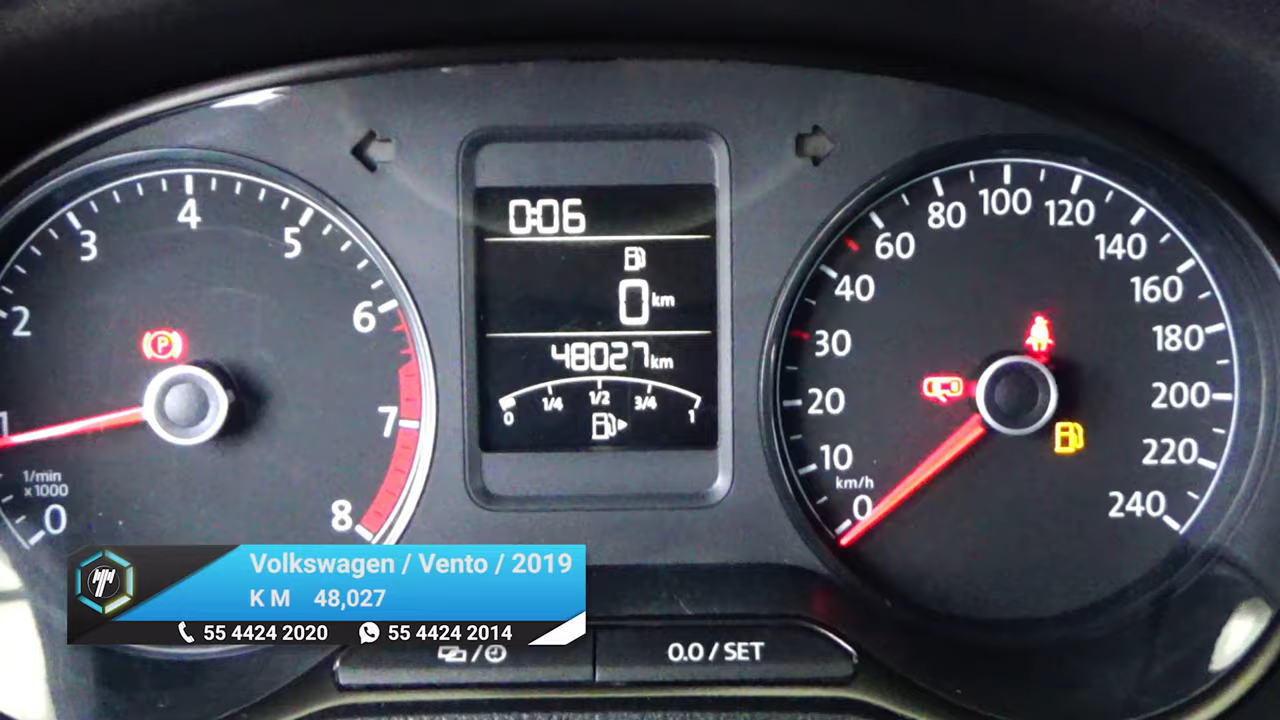 0:06
0 km
48027 km
0 1/4 1/2 3/4 1
1 2 3 4 5 6 7 8
P
1/min
x1000
0
0 10 20 30 40 60 80 100 120 140 160 180 200 220 240
km/h
Volkswagen / Vento / 2019
KM 48,027
55 4424 2020 55 4424 2014
0.0 / SET